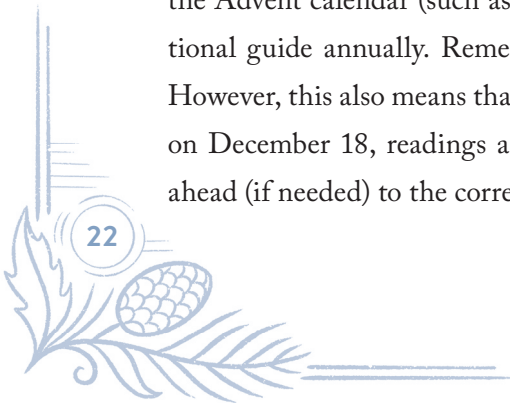 the Advent calendar (such as
tional guide annually. Reme
However, this also means tha
on December 18, readings a
ahead (if needed) to the corre
22